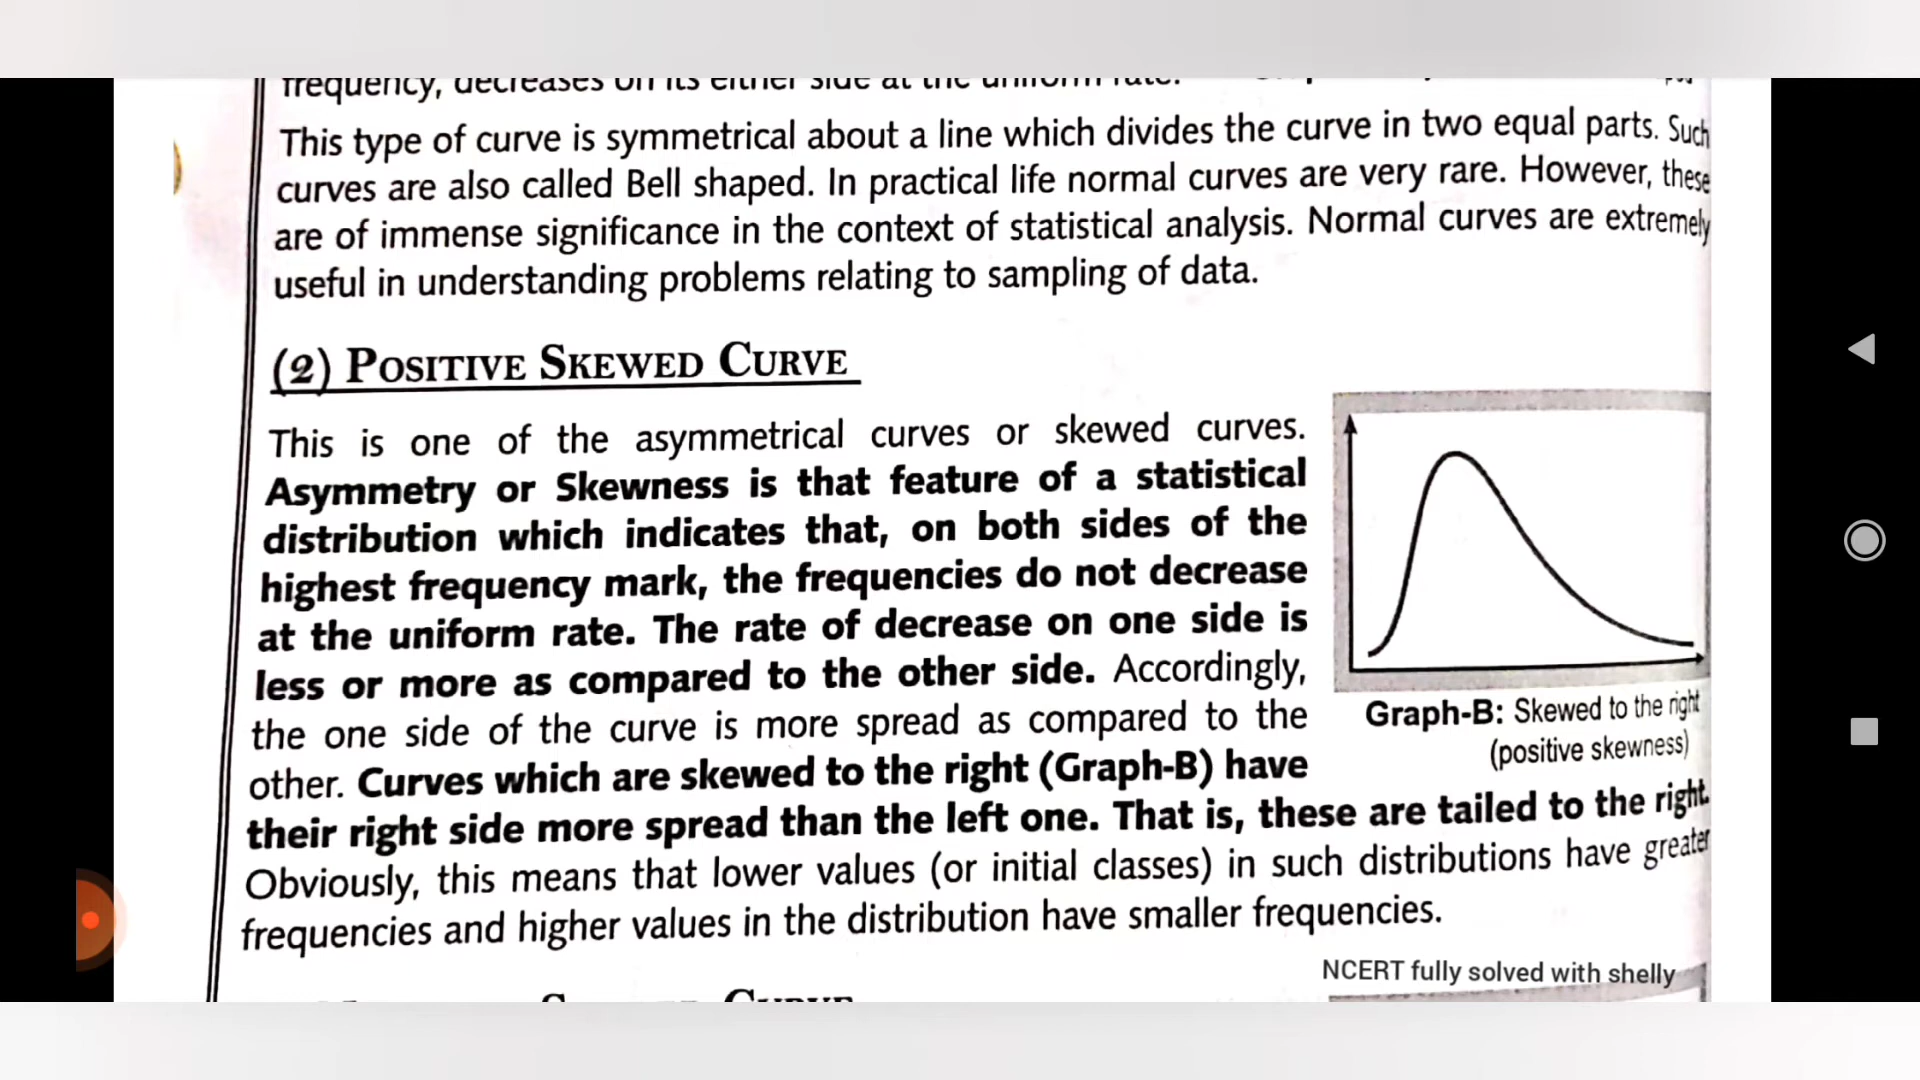 frequency, decreases on its either side at the uniform rate.
This type of curve is symmetrical about a line which divides the curve in two equal parts. Such
curves are also called Bell shaped. In practical life normal curves are very rare. However, these
are of immense significance in the context of statistical analysis. Normal curves are extremely
useful in understanding problems relating to sampling of data.
(2) POSITIVE SKEWED CURVE
This is one of the asymmetrical curves or skewed curves.
Asymmetry or Skewness is that feature of a statistical
distribution which indicates that, on both sides of the
highest frequency mark, the frequencies do not decrease
at the uniform rate. The rate of decrease on one side is
less or more as compared to the other side. Accordingly,
the one side of the curve is more spread as compared to the
other. Curves which are skewed to the right (Graph-B) have
their right side more spread than the left one. That is, these are tailed to the right.
Obviously, this means that lower values (or initial classes) in such distributions have greater
frequencies and higher values in the distribution have smaller frequencies.
Graph-B: Skewed to the right
(positive skewness)
NCERT fully solved with shelly